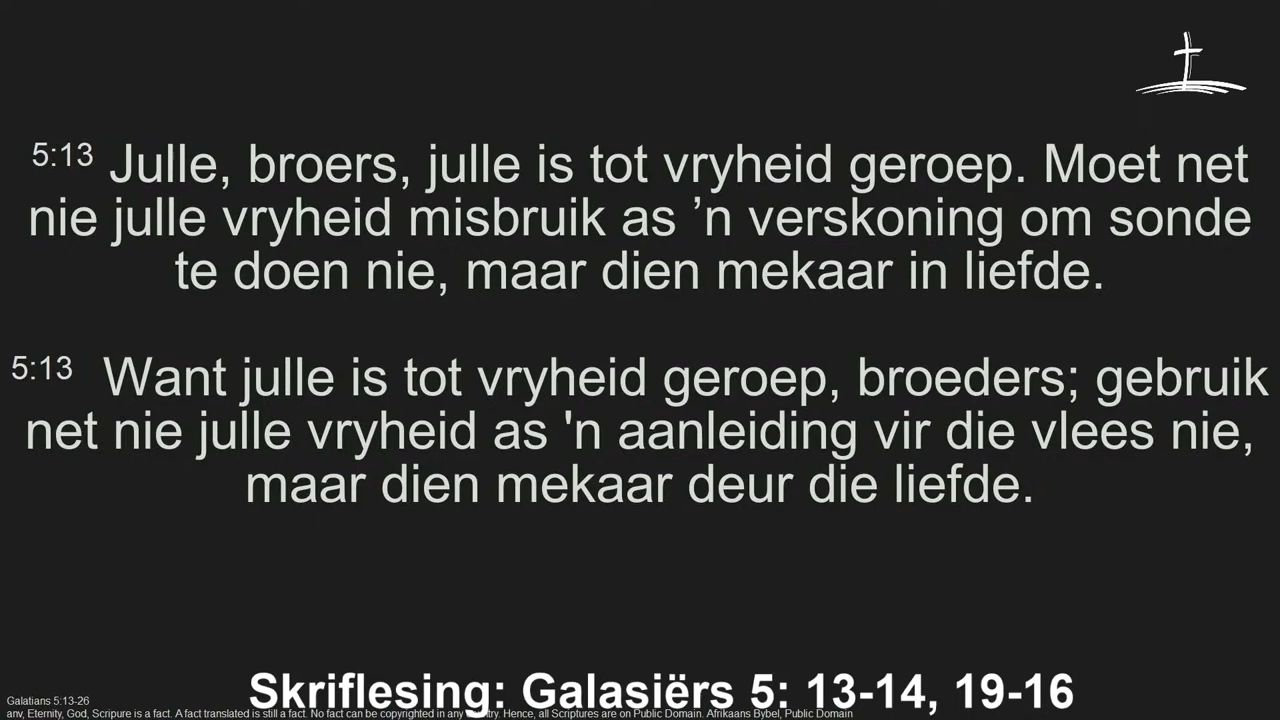 5:13 Julle, broers, julle is tot vryheid geroep. Moet net
nie julle vryheid misbruik as ’n verskoning om sonde
te doen nie, maar dien mekaar in liefde.
5:13 Want julle is tot vryheid geroep, broeders; gebruik
net nie julle vryheid as 'n aanleiding vir die vlees nie,
maar dien mekaar deur die liefde.
Skriflesing: Galasiërs 5: 13-14, 19-16
Galatians 5:13-26
anv, Eternity, God, Scripure is a fact. A fact translated is still a fact. No fact can be copyrighted in any country. Hence, all Scriptures are on Public Domain. Afrikaans Bybel, Public Domain